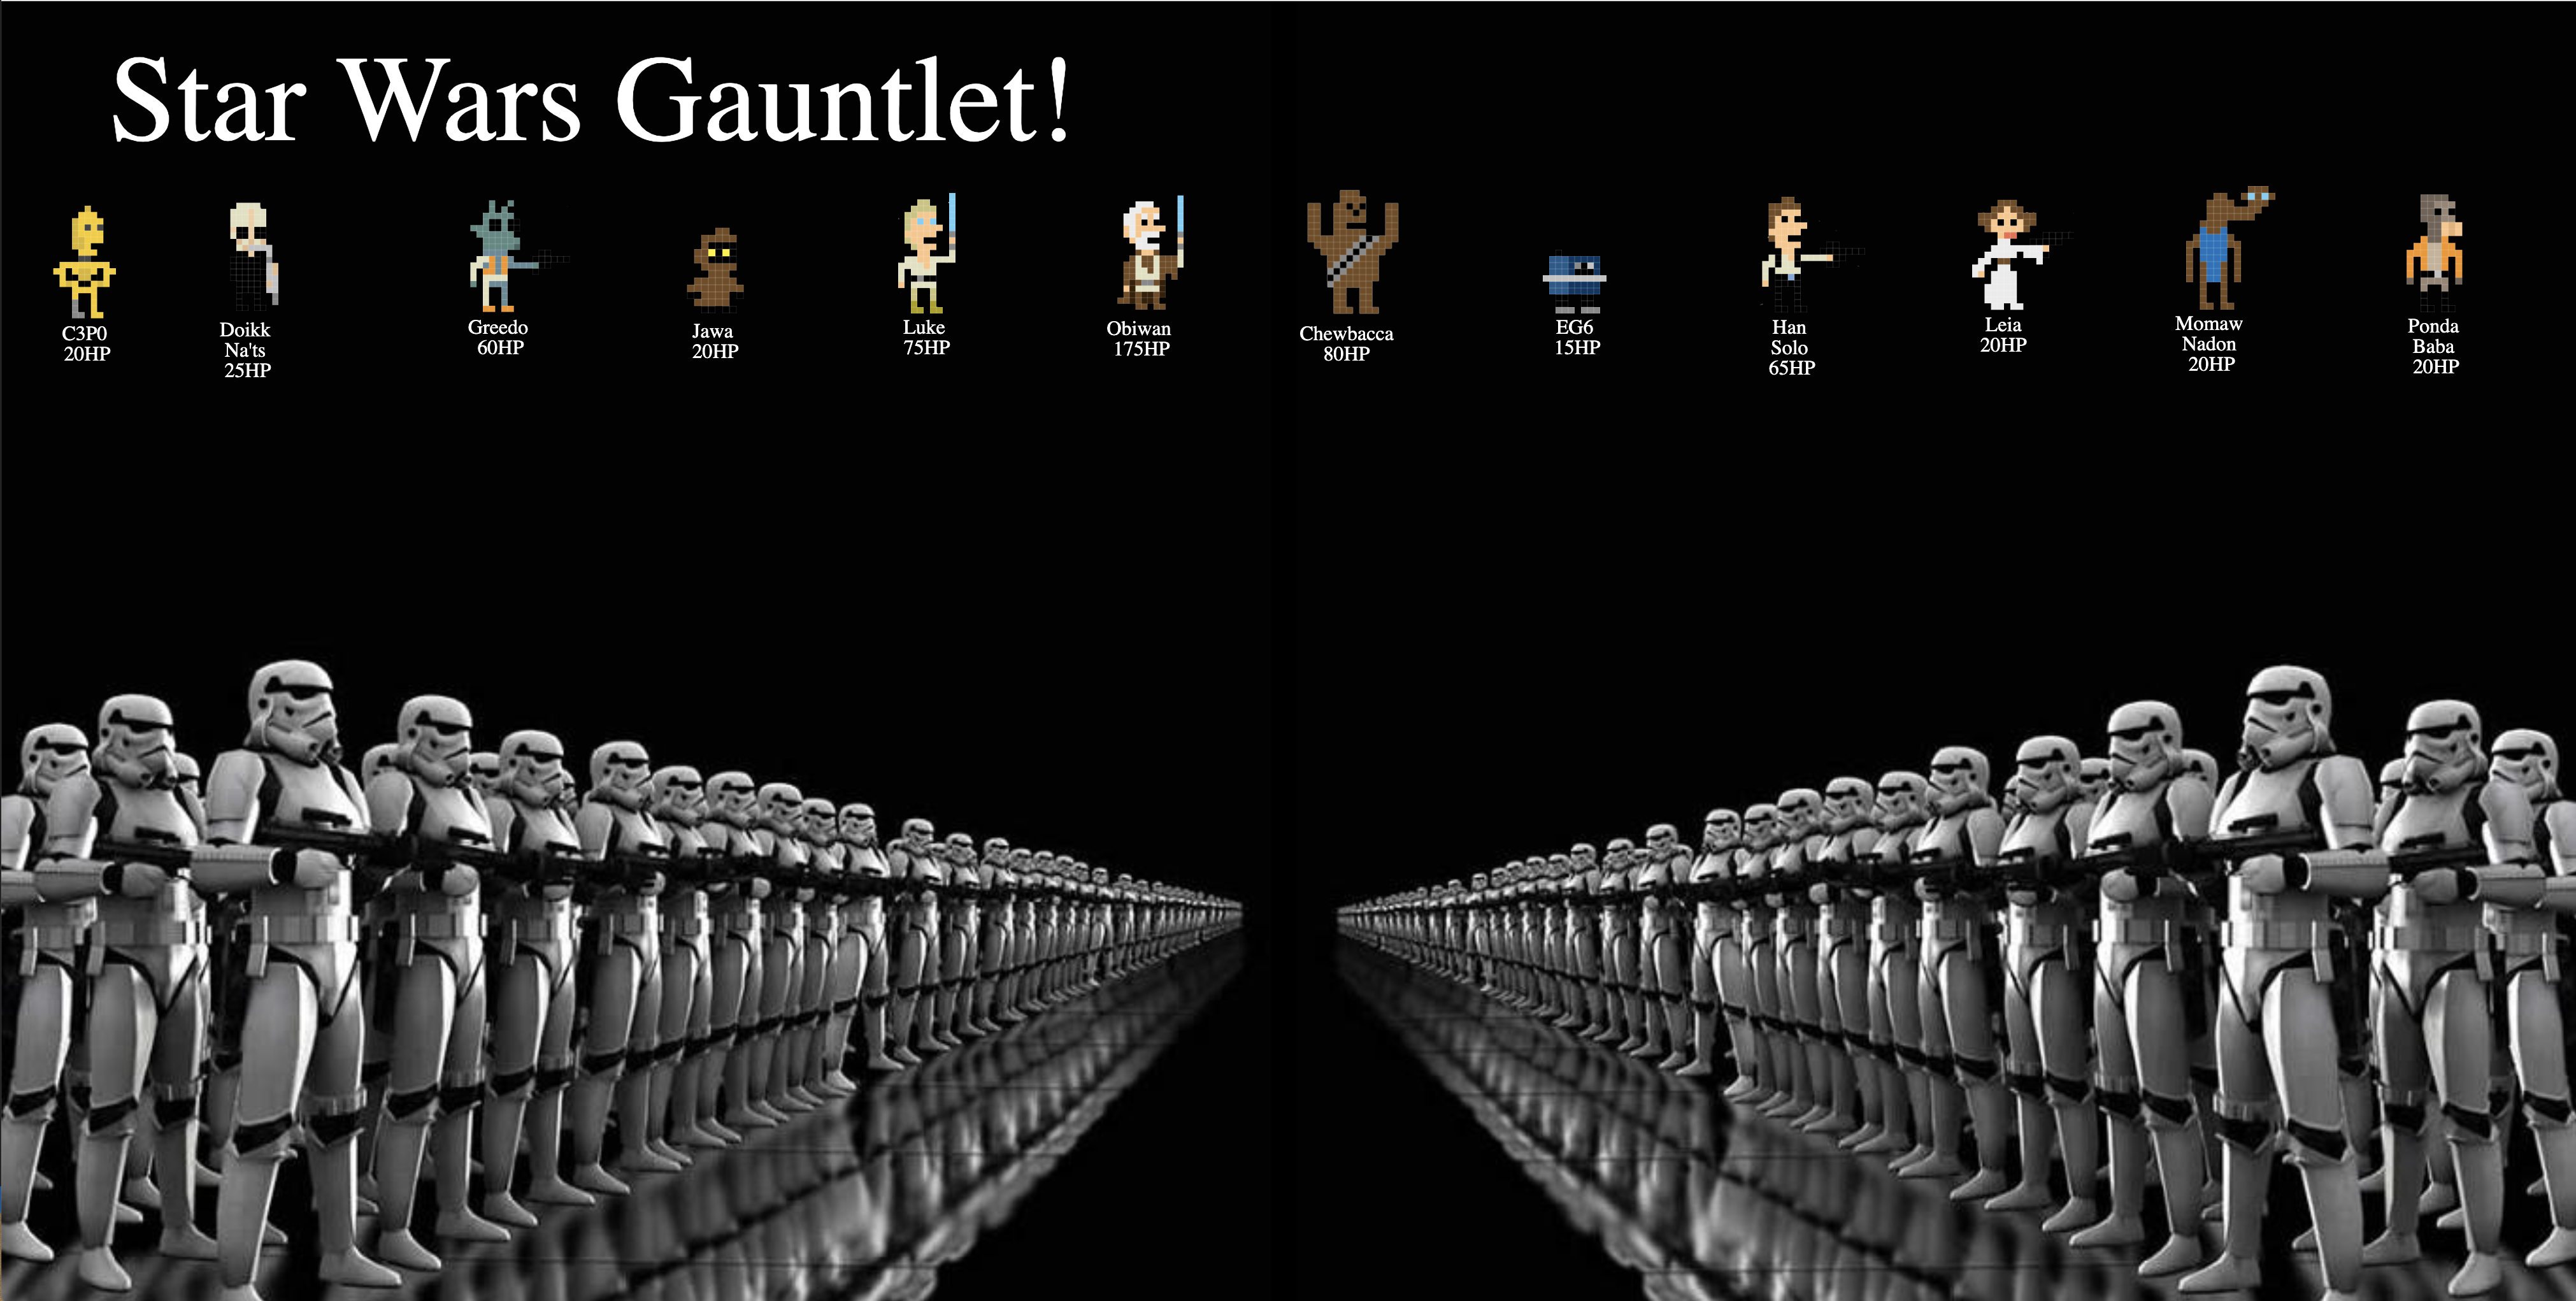 Star Wars Gauntlet!
C3P0
20HP
Doikk
Na'ts
25HP
Greedo
60HP
Jawa
20HP
Luke
75HP
Obiwan
175HP
Chewbacca
80HP
EG6
15HP
Han
Solo
65HP
Leia
20HP
Momaw
Nadon
20HP
Ponda
Baba
20HP